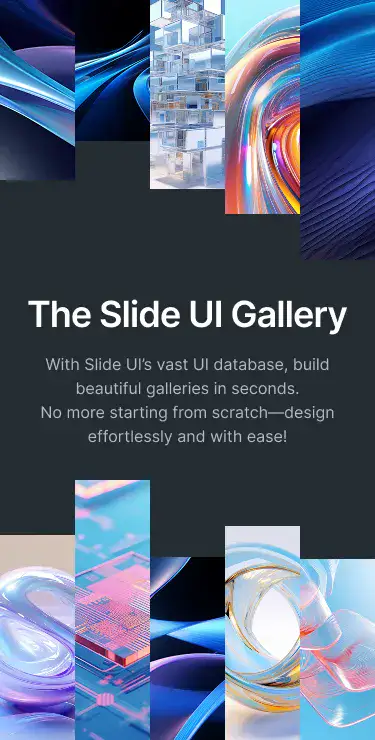 The Slide UI Gallery
With Slide UI’s vast UI database, build
beautiful galleries in seconds.
No more starting from scratch—design
effortlessly and with ease!